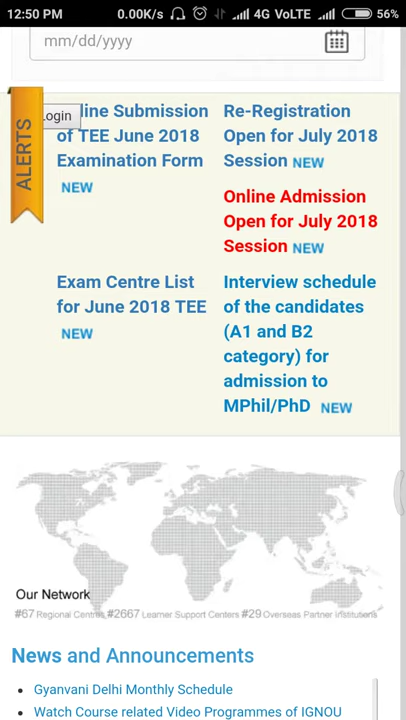 12:50 PM 0.00K/s 4G VoLTE 56%
mm/dd/yyyy
ALERTS
Login
Online Submission
of TEE June 2018
Examination Form
NEW
Re-Registration
Open for July 2018
Session NEW
Online Admission
Open for July 2018
Session NEW
Exam Centre List
for June 2018 TEE
NEW
Interview schedule
of the candidates
(A1 and B2
category) for
admission to
MPhil/PhD NEW
Our Network
#67 Regional Centres #2667 Learner Support Centers #29 Overseas Partner Institutions
News and Announcements
Gyanvani Delhi Monthly Schedule
Watch Course related Video Programmes of IGNOU